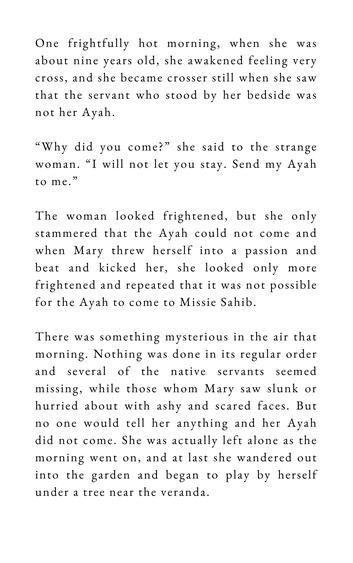 One frightfully hot morning, when she was
about nine years old, she awakened feeling very
cross, and she became crosser still when she saw
that the servant who stood by her bedside was
not her Ayah.
“Why did you come?” she said to the strange
woman. “I will not let you stay. Send my Ayah
to me.”
The woman looked frightened, but she only
stammered that the Ayah could not come and
when Mary threw herself into a passion and
beat and kicked her, she looked only more
frightened and repeated that it was not possible
for the Ayah to come to Missie Sahib.
There was something mysterious in the air that
morning. Nothing was done in its regular order
and several of the native servants seemed
missing, while those whom Mary saw slunk or
hurried about with ashy and scared faces. But
no one would tell her anything and her Ayah
did not come. She was actually left alone as the
morning went on, and at last she wandered out
into the garden and began to play by herself
under a tree near the veranda.